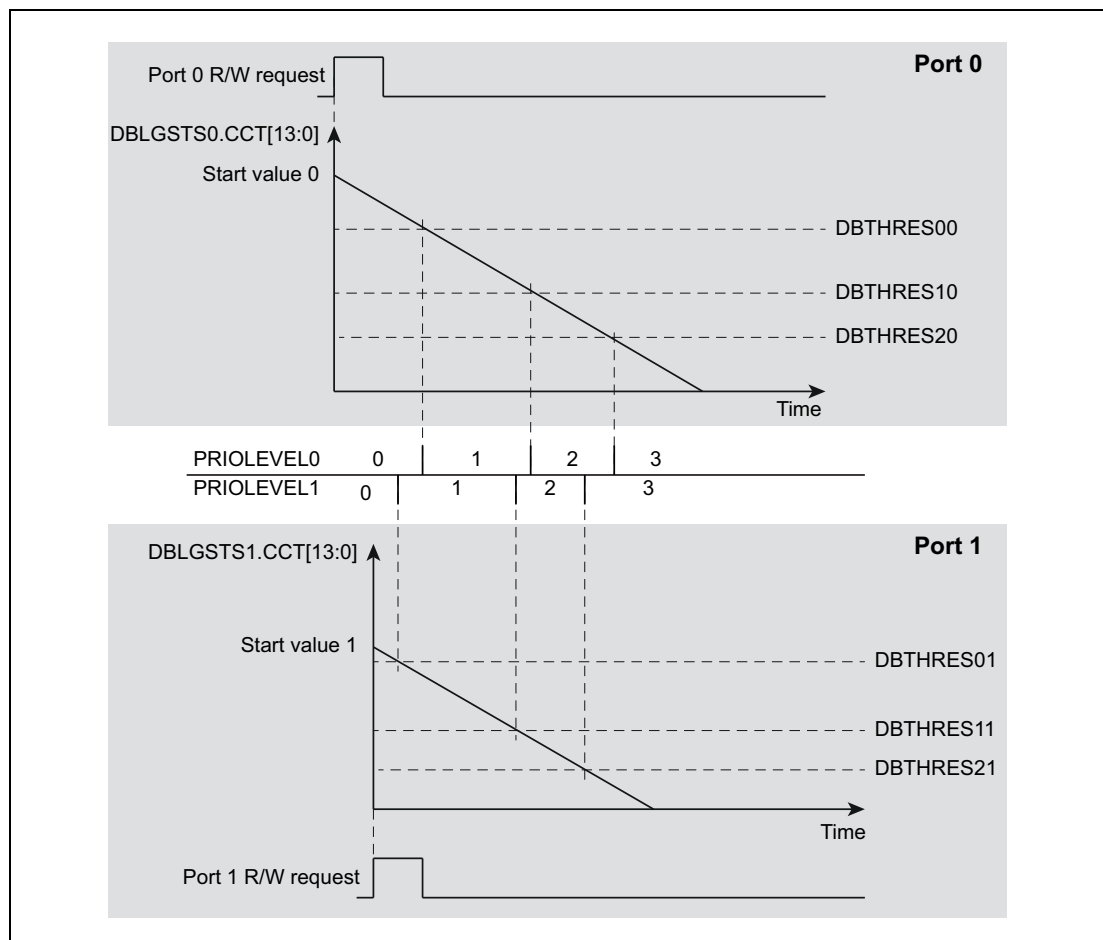 Port 0
Port 0 R/W request
DBLGSTS0.CCT[13:0]
Start value 0
DBTHRES00
DBTHRES10
DBTHRES20
Time
PRIOLEVEL0 0 1 2 3
PRIOLEVEL1 0 1 2 3
Port 1
DBLGSTS1.CCT[13:0]
Start value 1
DBTHRES01
DBTHRES11
DBTHRES21
Time
Port 1 R/W request